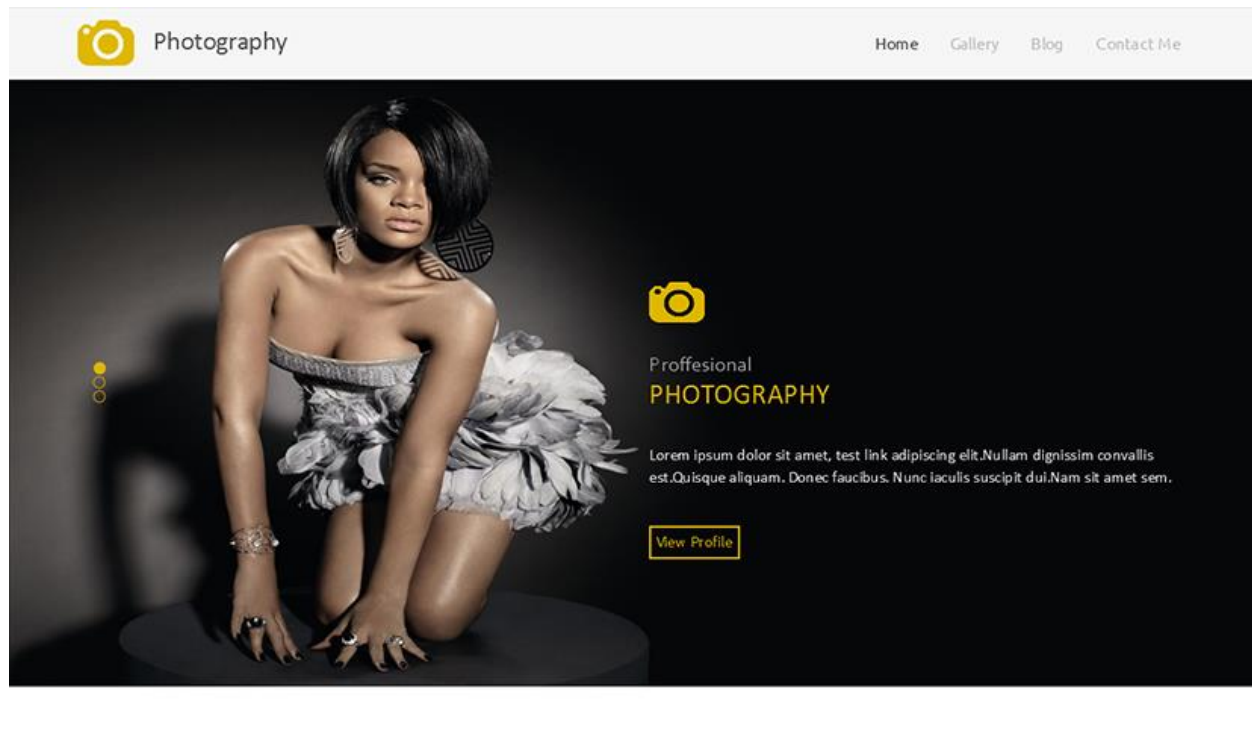 Photography
Home Gallery Blog Contact Me
Proffesional
PHOTOGRAPHY
Lorem ipsum dolor sit amet, test link adipiscing elit.Nullam dignissim convallis
est.Quisque aliquam. Donec faucibus. Nunc iaculis suscipit dui.Nam sit amet sem.
View Profile